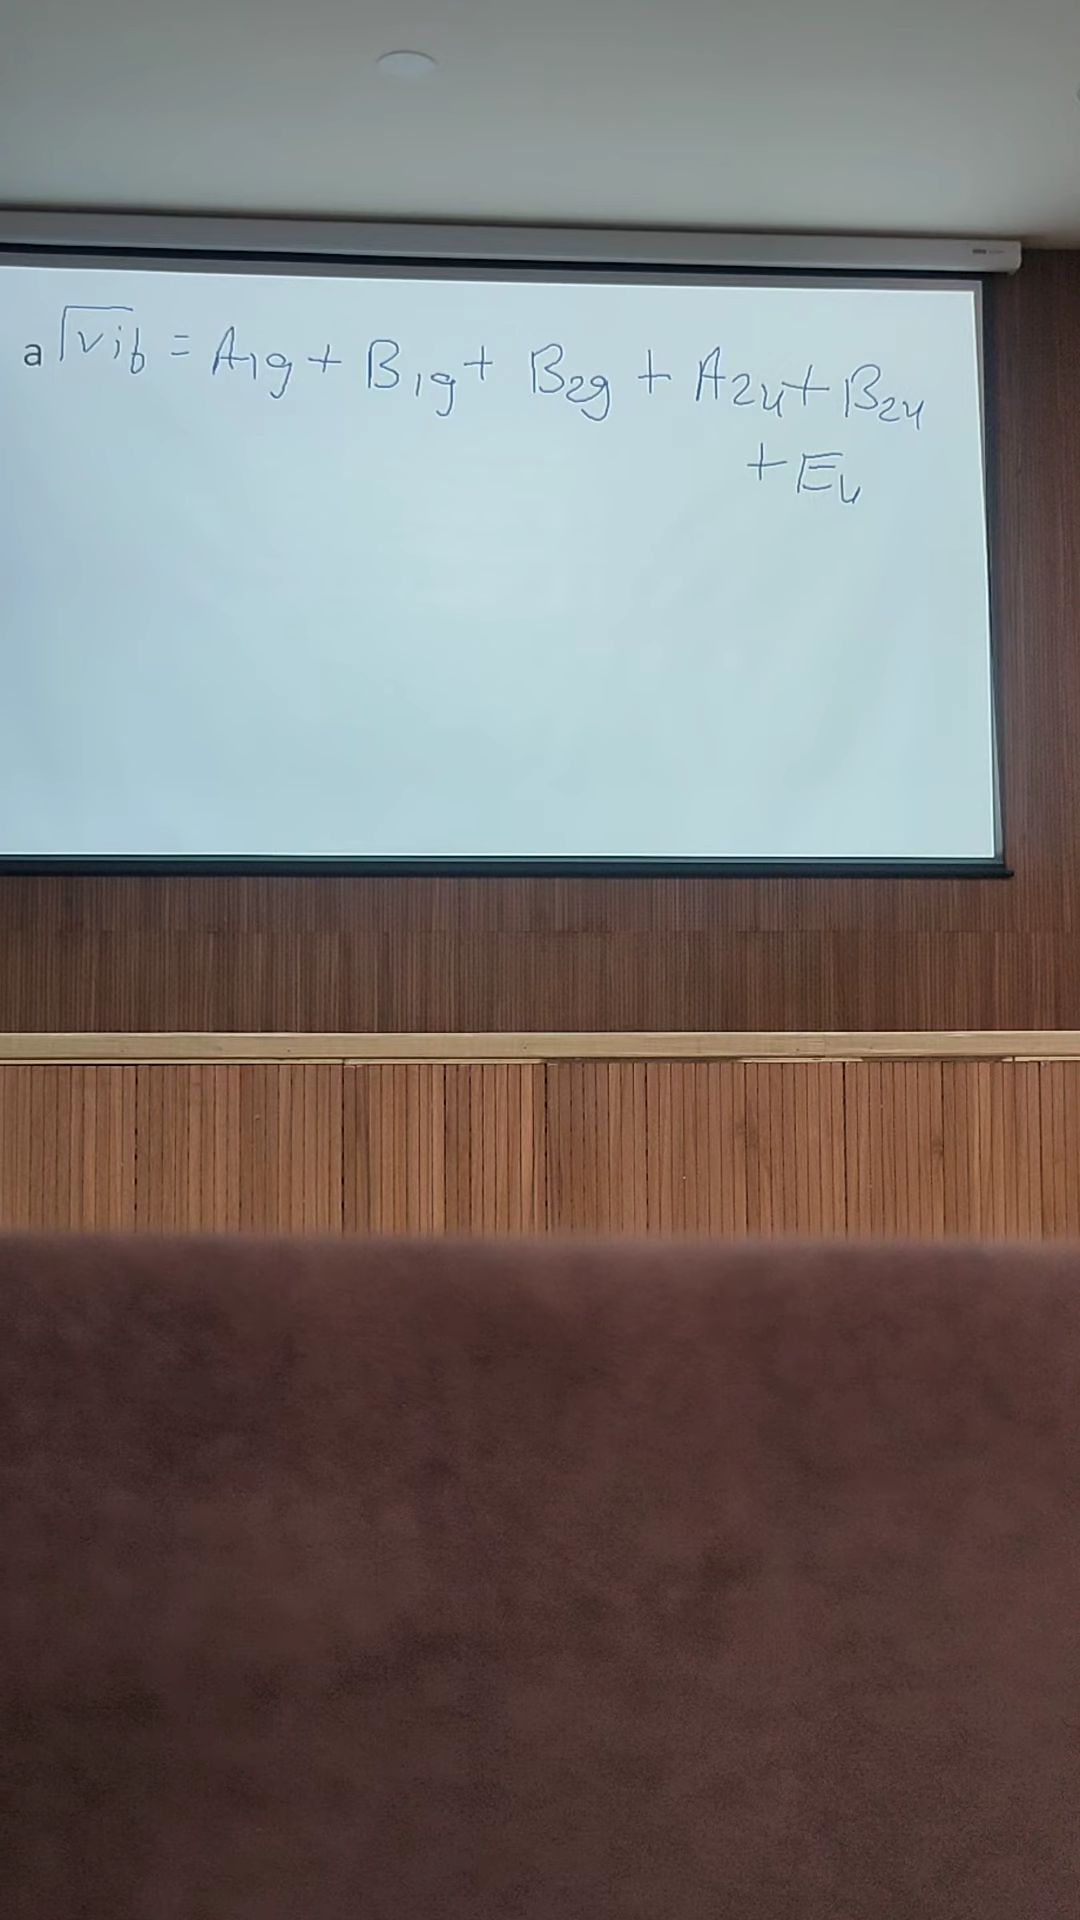 a Γvib = A1g + B1g + B2g + A2u + B2u
+ Eu